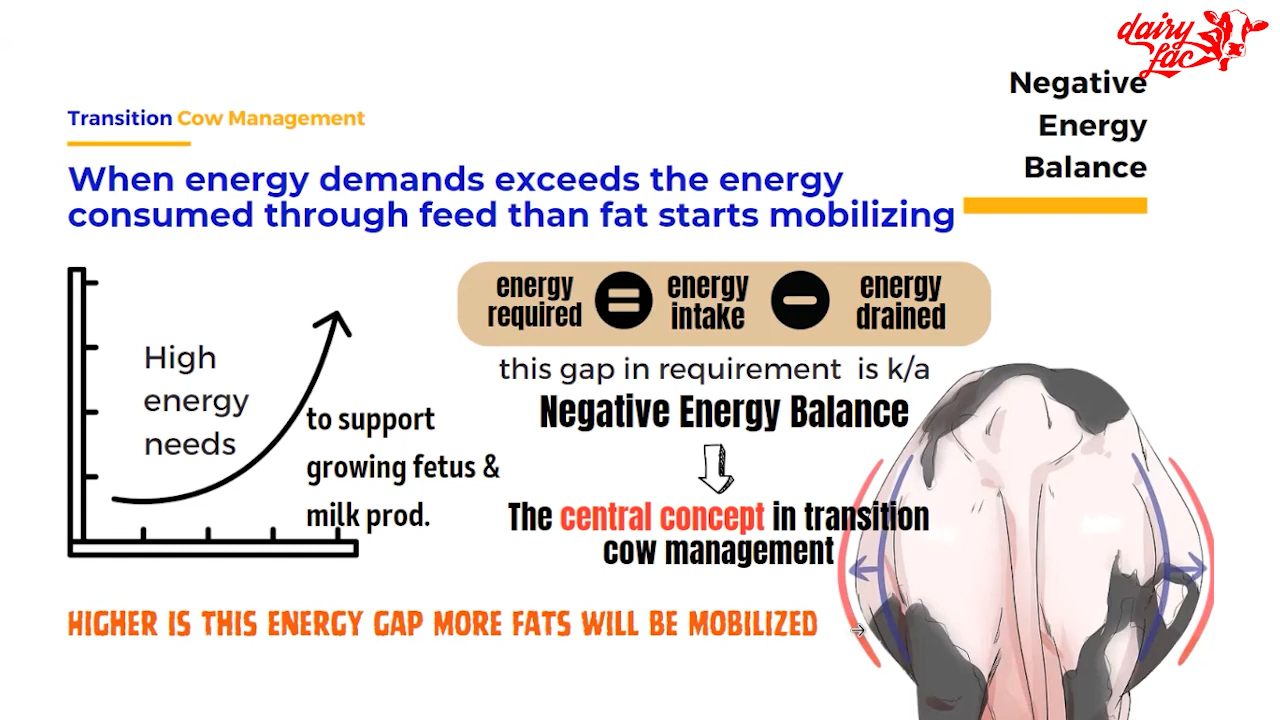 dairy
lac
Negative
Energy
Balance
Transition Cow Management
When energy demands exceeds the energy
consumed through feed than fat starts mobilizing
energy required = energy intake − energy drained
this gap in requirement is k/a
Negative Energy Balance
High
energy
needs
to support
growing fetus &
milk prod.
The central concept in transition
cow management
HIGHER IS THIS ENERGY GAP MORE FATS WILL BE MOBILIZED